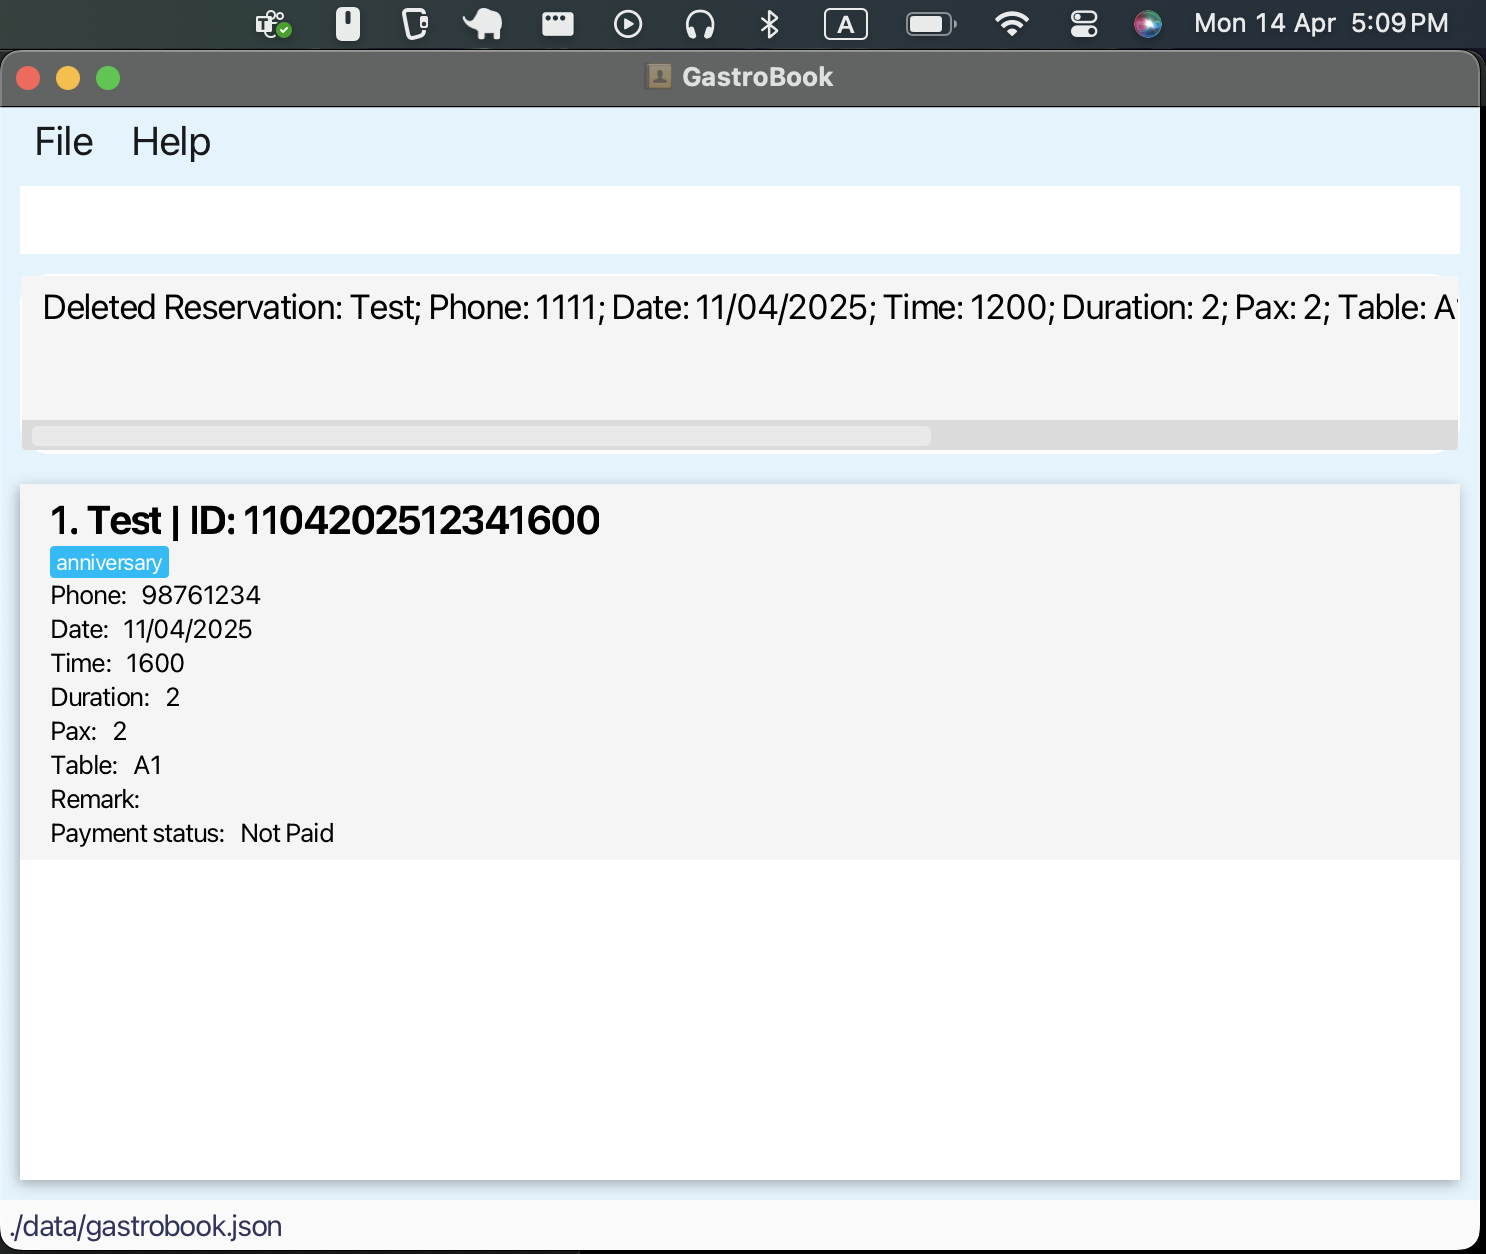 A Mon 14 Apr 5:09 PM
GastroBook
File Help
Deleted Reservation: Test; Phone: 1111; Date: 11/04/2025; Time: 1200; Duration: 2; Pax: 2; Table: A1
1. Test | ID: 1104202512341600
anniversary
Phone: 98761234
Date: 11/04/2025
Time: 1600
Duration: 2
Pax: 2
Table: A1
Remark:
Payment status: Not Paid
./data/gastrobook.json